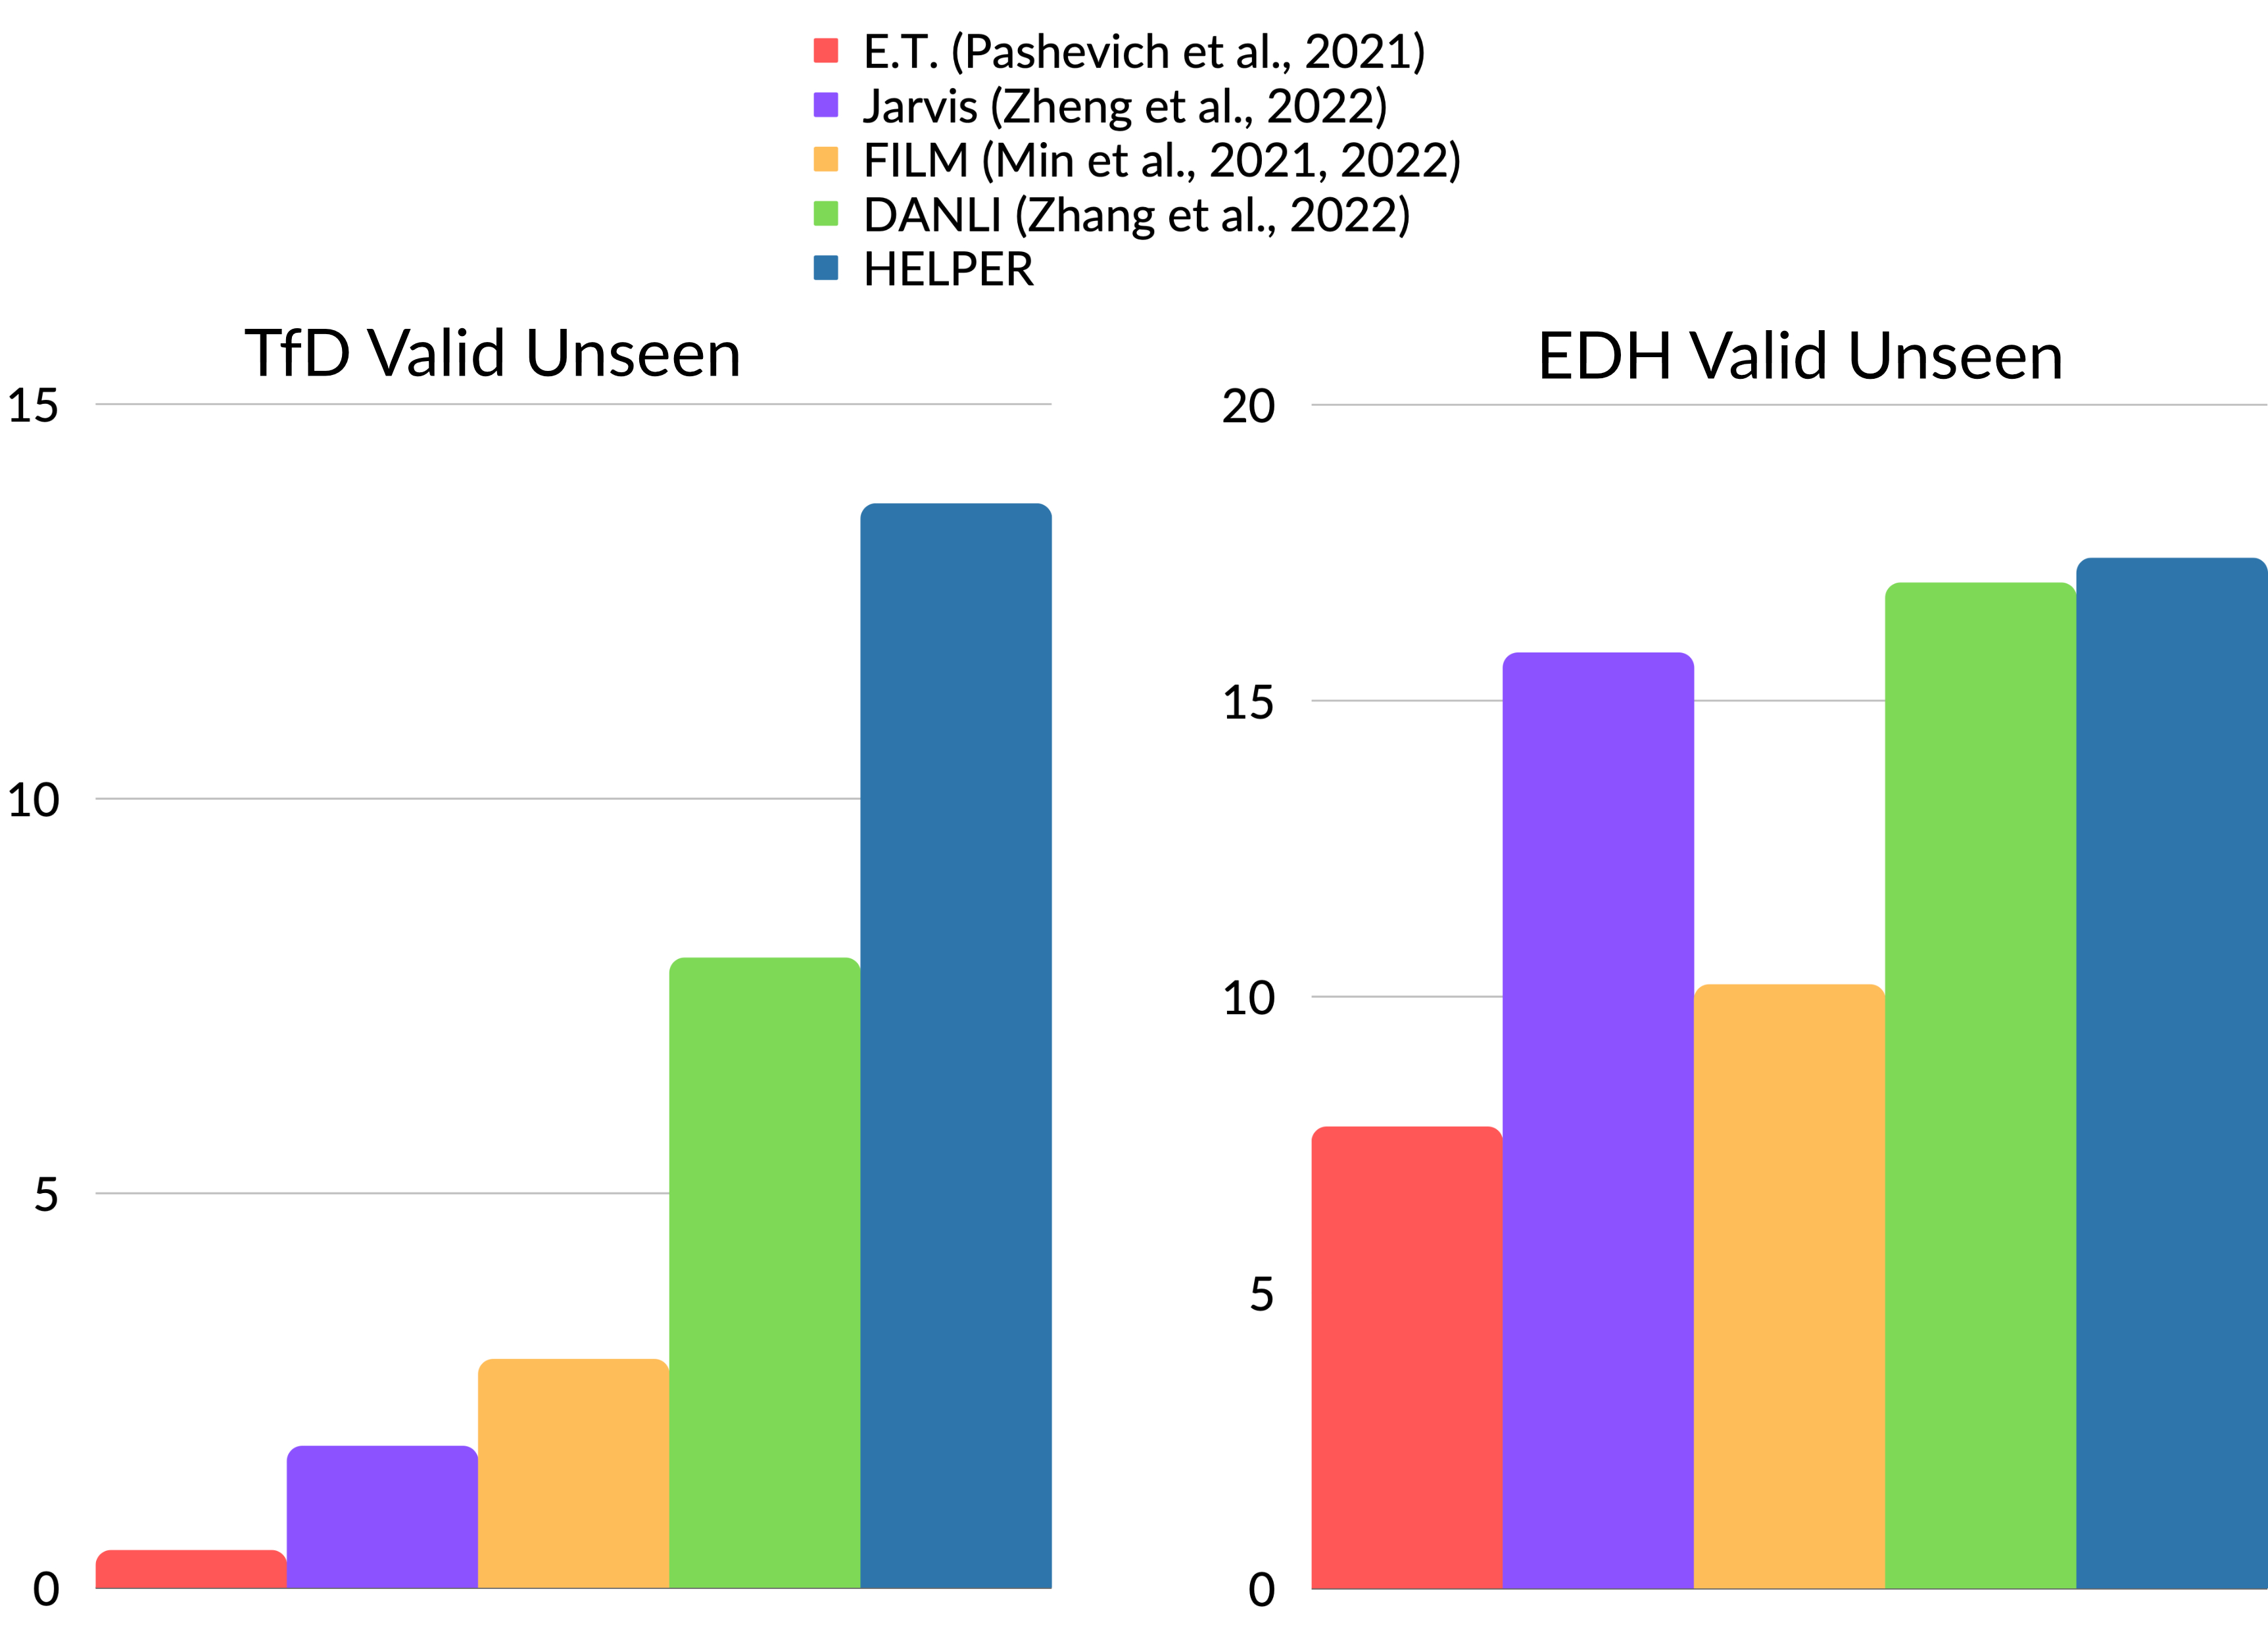 E.T. (Pashevich et al., 2021)
Jarvis (Zheng et al., 2022)
FILM (Min et al., 2021, 2022)
DANLI (Zhang et al., 2022)
HELPER
TfD Valid Unseen
15
10
5
0
EDH Valid Unseen
20
15
10
5
0